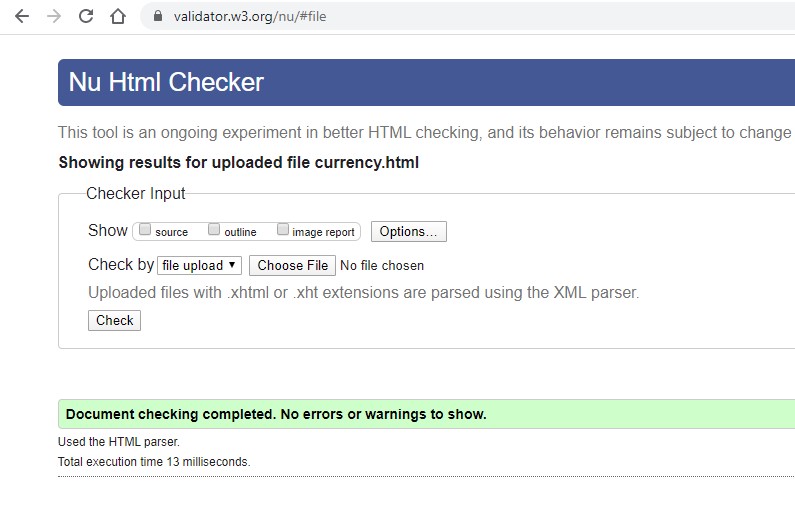 validator.w3.org/nu/#file
Nu Html Checker
This tool is an ongoing experiment in better HTML checking, and its behavior remains subject to change
Showing results for uploaded file currency.html
Checker Input
Show source outline image report Options...
Check by file upload Choose File No file chosen
Uploaded files with .xhtml or .xht extensions are parsed using the XML parser.
Check
Document checking completed. No errors or warnings to show.
Used the HTML parser.
Total execution time 13 milliseconds.